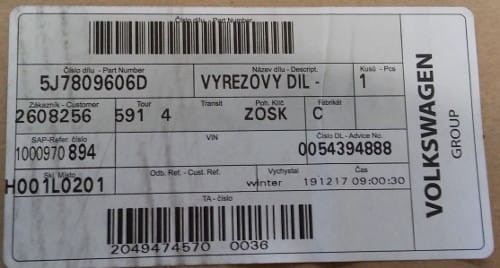 Číslo dílu - Part Number
Číslo dílu - Part Number Název dílu - Descript. Kusů - Pcs
5J7809606D VYREZOVY DIL - 1
Zákazník - Customer Tour Transit Poh. Klíč Fabrikát
2608256 591 4 ZOSK C
SAP-Refer. číslo VIN Číslo DL - Advice No.
1000970 894 0054394888
Skl. Místo Odb. Ref. - Cust. Ref. Vychystal Čas
H001L0201 winter 191217 09:00:30
TA - číslo
2049474570 0036
VOLKSWAGEN
GROUP